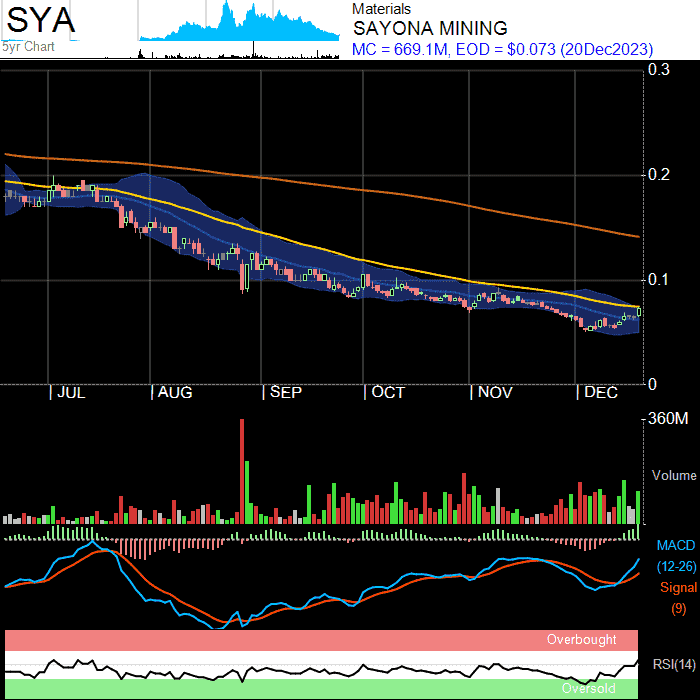 SYA
5yr Chart
Materials
SAYONA MINING
MC = 669.1M, EOD = $0.073 (20Dec2023)
0.3
0.2
0.1
0
JUL AUG SEP OCT NOV DEC
360M
Volume
MACD
(12-26)
Signal
(9)
Overbought
RSI(14)
Oversold